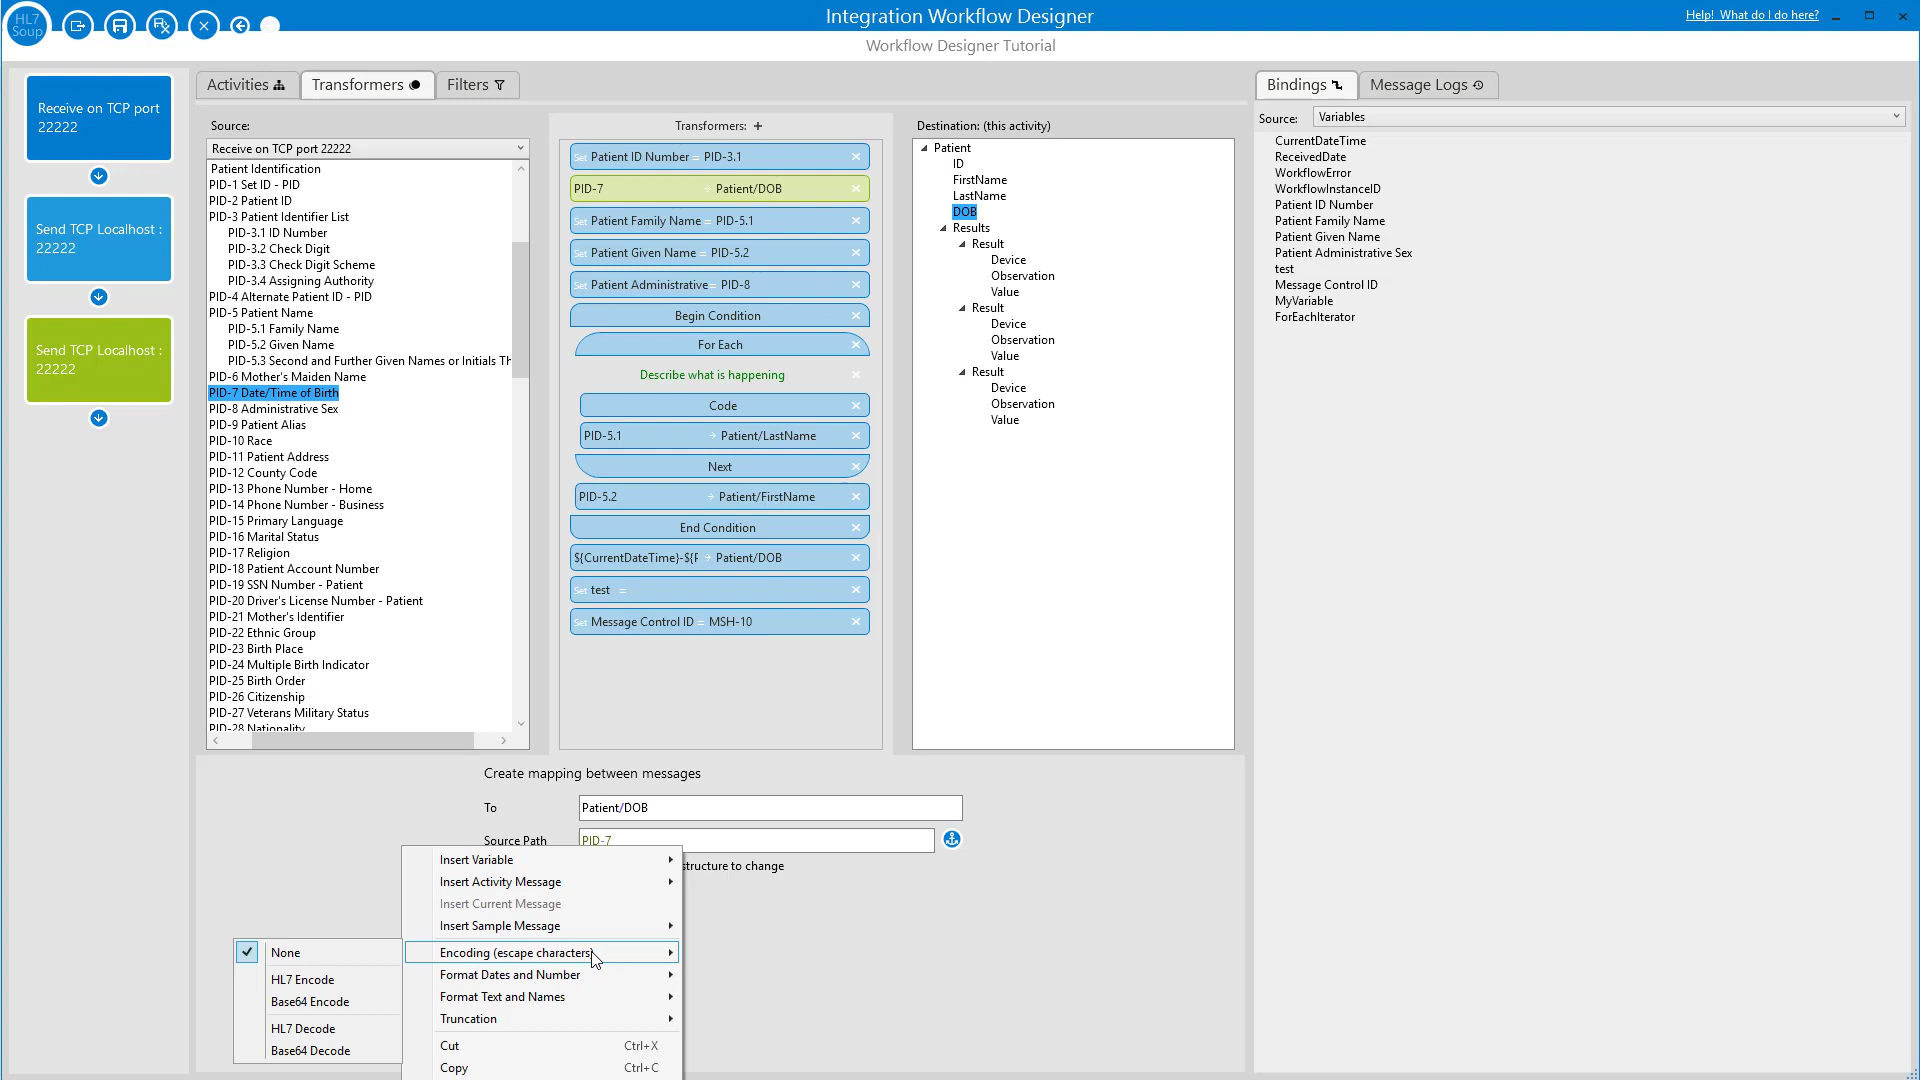 HL7
Soup
Integration Workflow Designer
Help! What do I do here?
Workflow Designer Tutorial
Receive on TCP port
22222
Send TCP Localhost :
22222
Send TCP Localhost :
22222
Activities
Transformers
Filters
Source:
Receive on TCP port 22222
Patient Identification
PID-1 Set ID - PID
PID-2 Patient ID
PID-3 Patient Identifier List
PID-3.1 ID Number
PID-3.2 Check Digit
PID-3.3 Check Digit Scheme
PID-3.4 Assigning Authority
PID-4 Alternate Patient ID - PID
PID-5 Patient Name
PID-5.1 Family Name
PID-5.2 Given Name
PID-5.3 Second and Further Given Names or Initials Th
PID-6 Mother's Maiden Name
PID-7 Date/Time of Birth
PID-8 Administrative Sex
PID-9 Patient Alias
PID-10 Race
PID-11 Patient Address
PID-12 County Code
PID-13 Phone Number - Home
PID-14 Phone Number - Business
PID-15 Primary Language
PID-16 Marital Status
PID-17 Religion
PID-18 Patient Account Number
PID-19 SSN Number - Patient
PID-20 Driver's License Number - Patient
PID-21 Mother's Identifier
PID-22 Ethnic Group
PID-23 Birth Place
PID-24 Multiple Birth Indicator
PID-25 Birth Order
PID-26 Citizenship
PID-27 Veterans Military Status
PID-28 Nationality
Transformers: +
Set Patient ID Number = PID-3.1
PID-7 Patient/DOB
Set Patient Family Name = PID-5.1
Set Patient Given Name = PID-5.2
Set Patient Administrative = PID-8
Begin Condition
For Each
Describe what is happening
Code
PID-5.1 Patient/LastName
Next
PID-5.2 Patient/FirstName
End Condition
${CurrentDateTime}-${F Patient/DOB
Set test =
Set Message Control ID = MSH-10
Destination: (this activity)
Patient
ID
FirstName
LastName
DOB
Results
Result
Device
Observation
Value
Result
Device
Observation
Value
Result
Device
Observation
Value
Bindings
Message Logs
Source:
Variables
CurrentDateTime
ReceivedDate
WorkflowError
WorkflowInstanceID
Patient ID Number
Patient Family Name
Patient Given Name
Patient Administrative Sex
test
Message Control ID
MyVariable
ForEachIterator
Create mapping between messages
To
Patient/DOB
Source Path
PID-7
structure to change
Insert Variable
Insert Activity Message
Insert Current Message
Insert Sample Message
Encoding (escape characters)
Format Dates and Number
Format Text and Names
Truncation
Cut Ctrl+X
Copy Ctrl+C
None
HL7 Encode
Base64 Encode
HL7 Decode
Base64 Decode